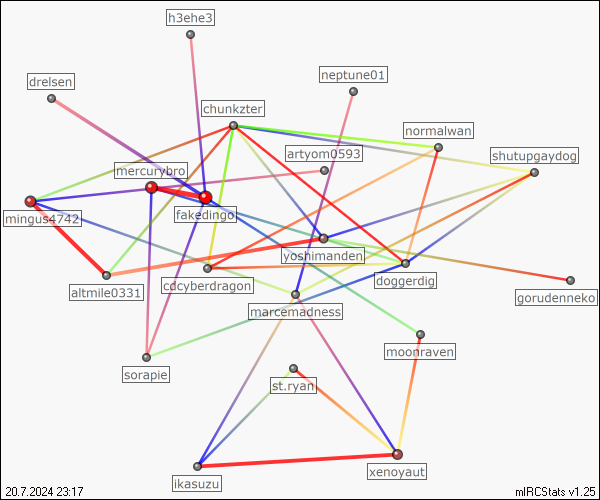 h3ehe3
neptune01
drelsen
chunkzter
normalwan
artyom0593
shutupgaydog
mercurybro
mingus4742
fakedingo
yoshimanden
doggerdig
cdcyberdragon
altmile0331
gorudenneko
marcemadness
moonraven
sorapie
st.ryan
xenoyaut
ikasuzu
20.7.2024 23:17
mIRCStats v1.25